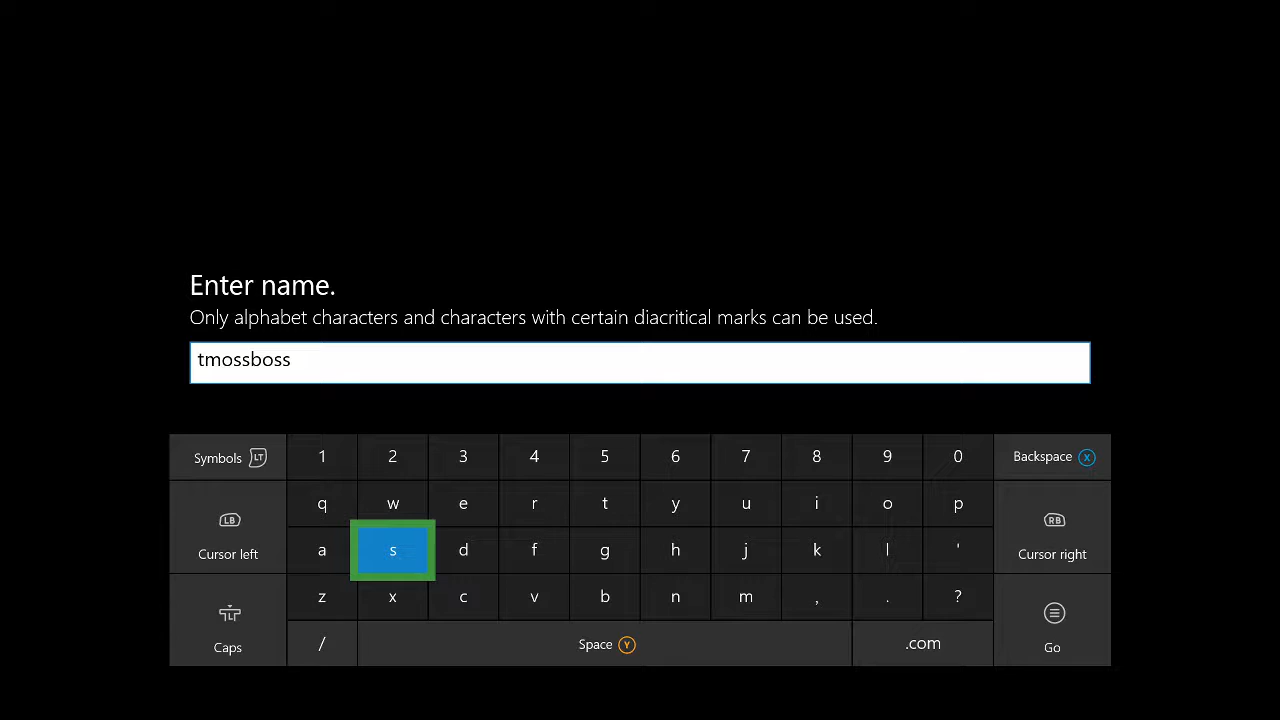 Enter name.
Only alphabet characters and characters with certain diacritical marks can be used.
tmossboss
Symbols LT 1 2 3 4 5 6 7 8 9 0 Backspace X
q w e r t y u i o p
LB RB
Cursor left a s d f g h j k l ' Cursor right
z x c v b n m , . ?
Caps / Space Y .com Go